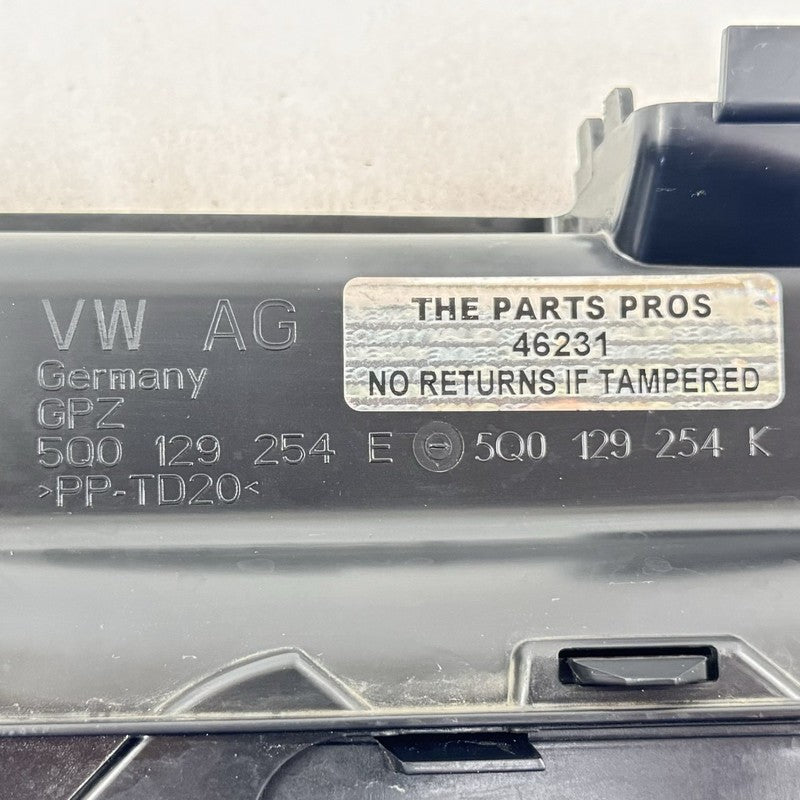 VW AG
Germany
GPZ
5Q0 129 254 E 5Q0 129 254 K
>PP-TD20<
THE PARTS PROS
46231
NO RETURNS IF TAMPERED